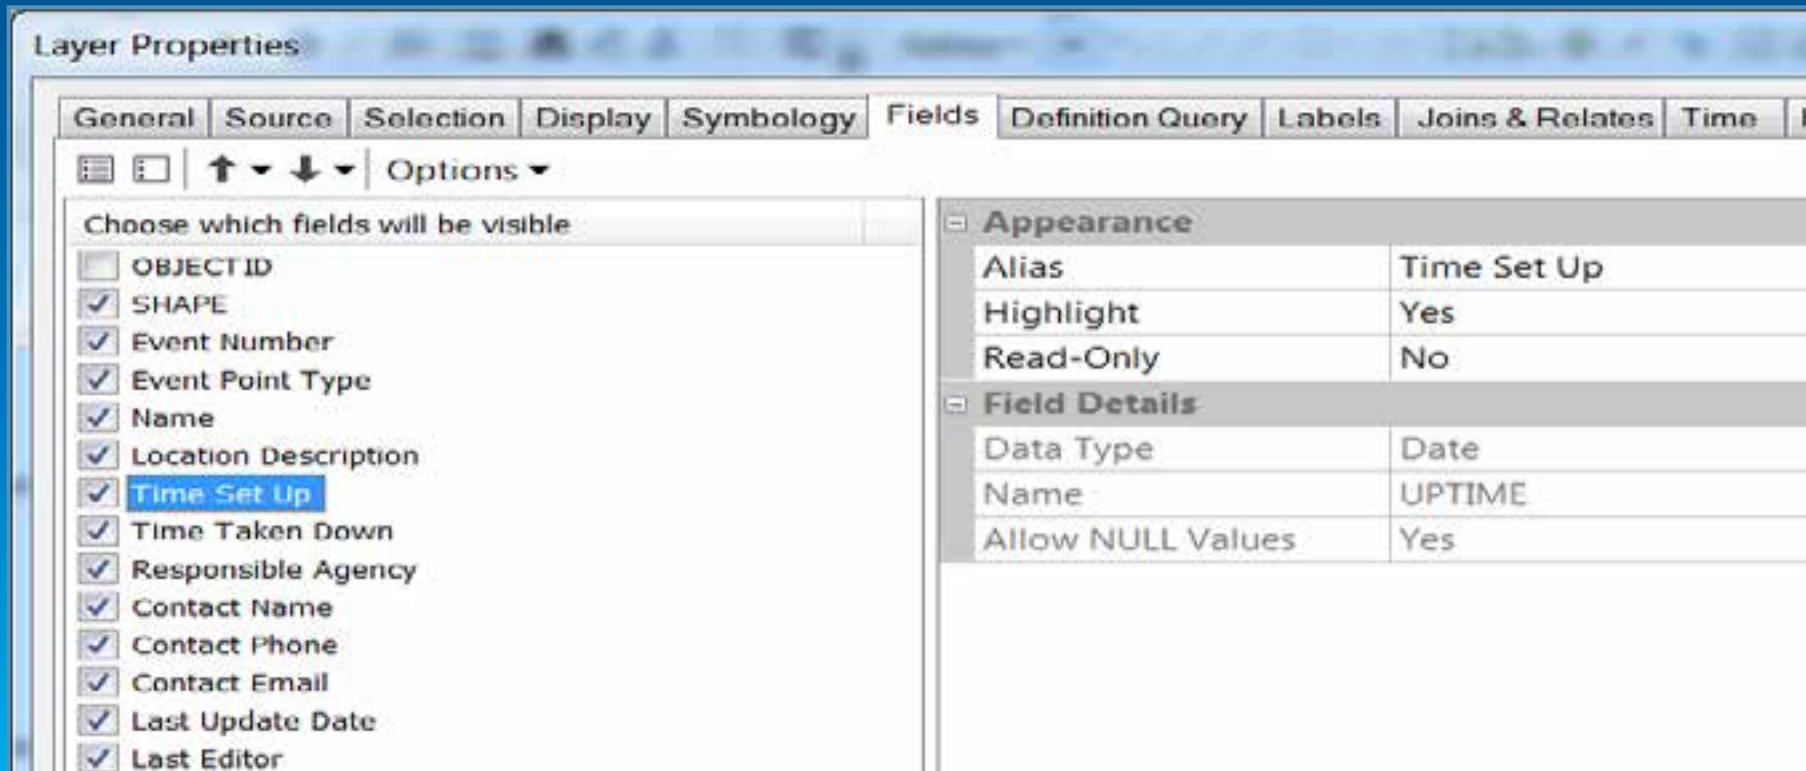 Layer Properties
General Source Selection Display Symbology Fields Definition Query Labels Joins & Relates Time
Options
Choose which fields will be visible
OBJECTID
SHAPE
Event Number
Event Point Type
Name
Location Description
Time Set Up
Time Taken Down
Responsible Agency
Contact Name
Contact Phone
Contact Email
Last Update Date
Last Editor
Appearance
Alias Time Set Up
Highlight Yes
Read-Only No
Field Details
Data Type Date
Name UPTIME
Allow NULL Values Yes